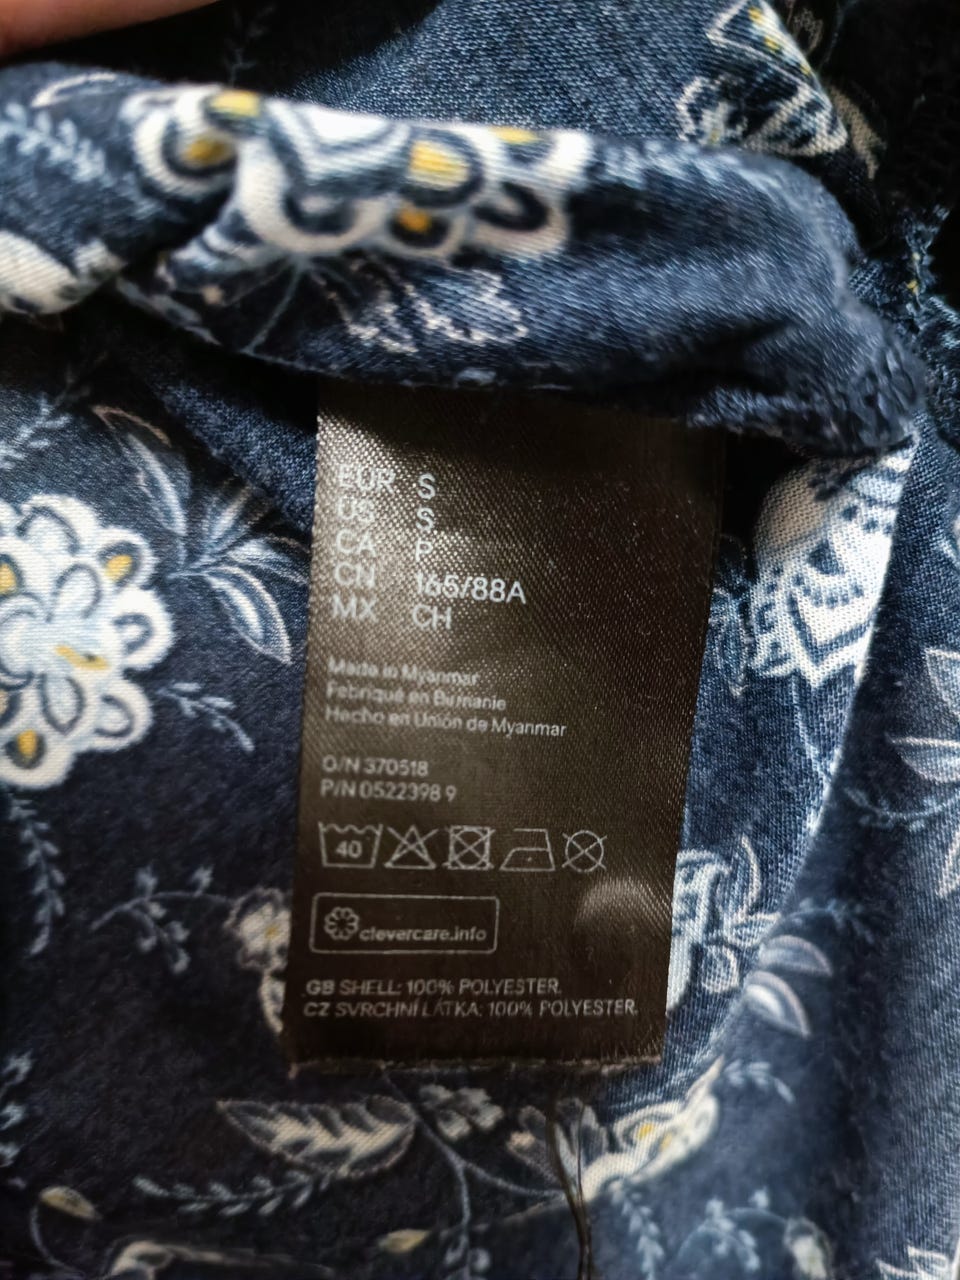 EUR S
US S
CA P
CN 165/88A
MX CH
Made in Myanmar
Fabriqué en Birmanie
Hecho en Unión de Myanmar
O/N 370518
P/N 0522398 9
40
clevercare.info
GB SHELL: 100% POLYESTER.
CZ SVRCHNÍ LÁTKA: 100% POLYESTER.